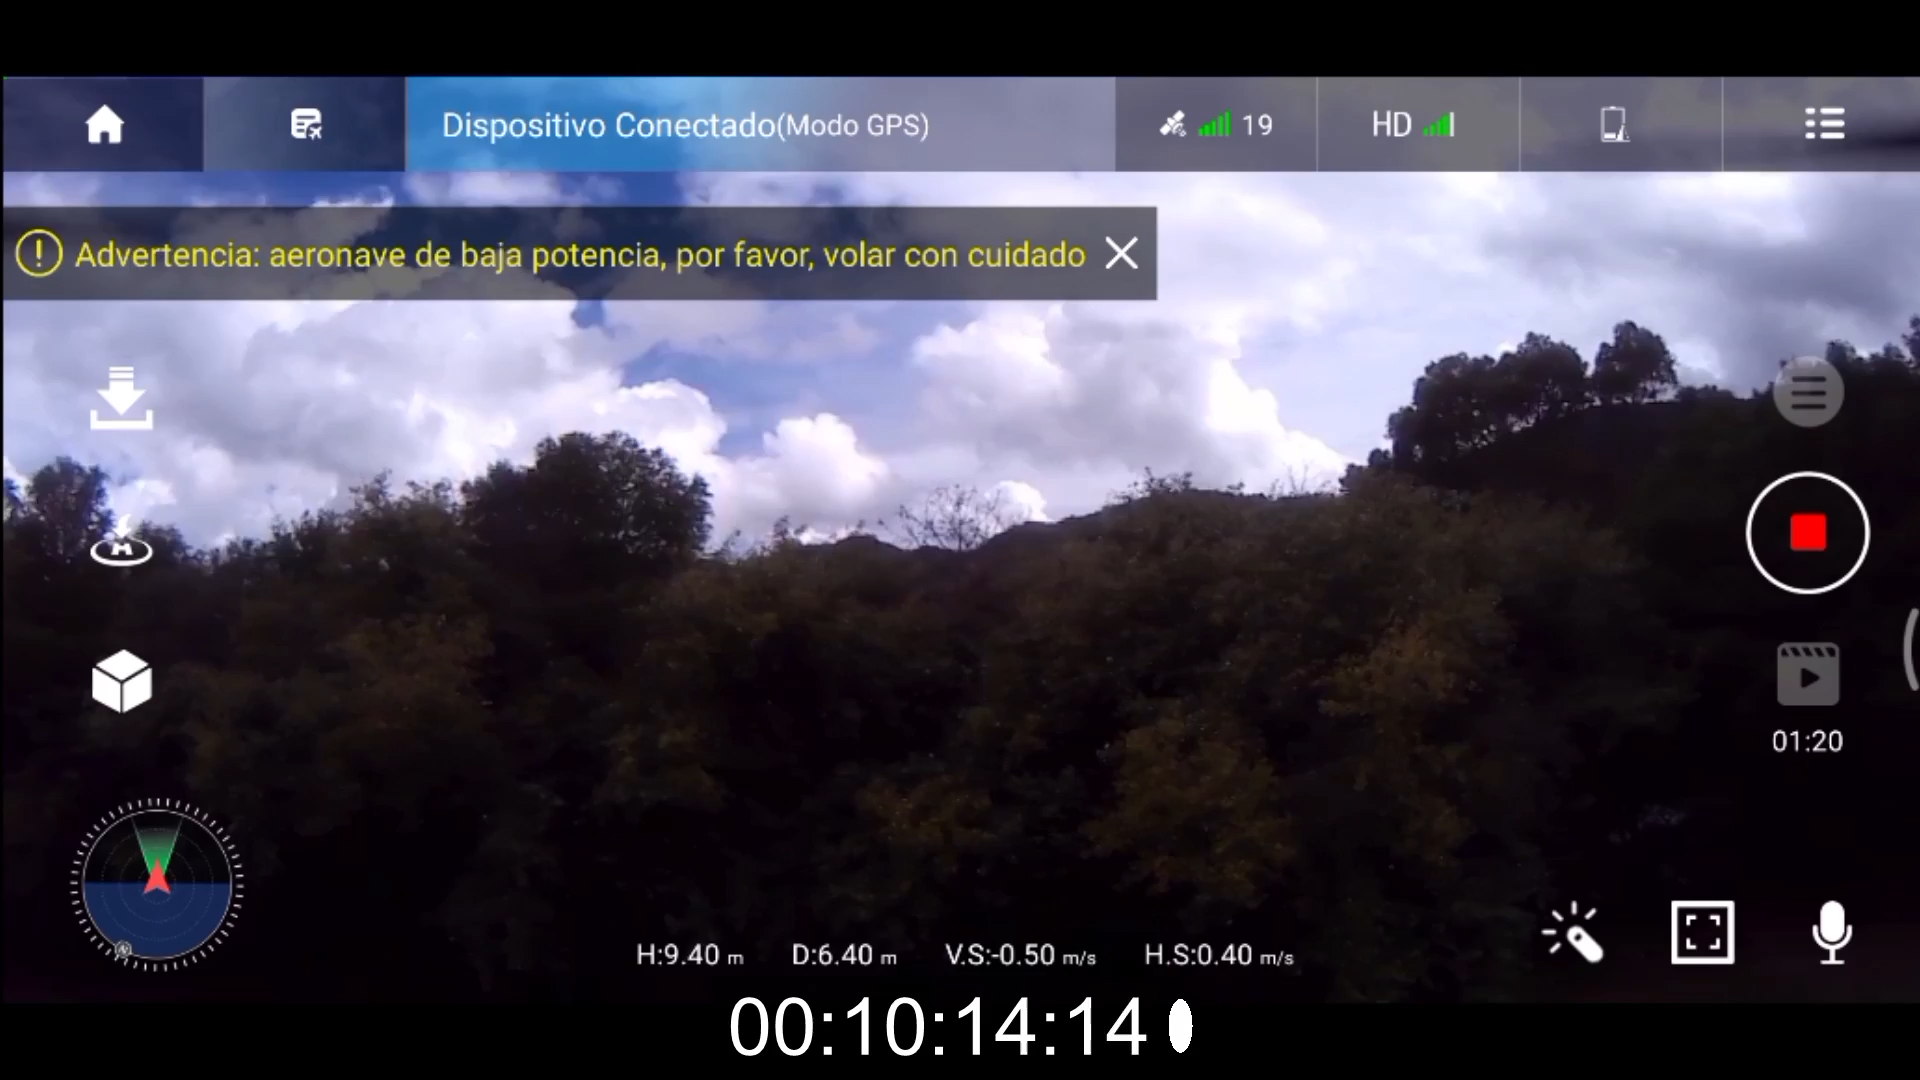 Dispositivo Conectado(Modo GPS)
19
HD
Advertencia: aeronave de baja potencia, por favor, volar con cuidado
01:20
H:9.40 m D:6.40 m V.S:-0.50 m/s H.S:0.40 m/s
00:10:14:14